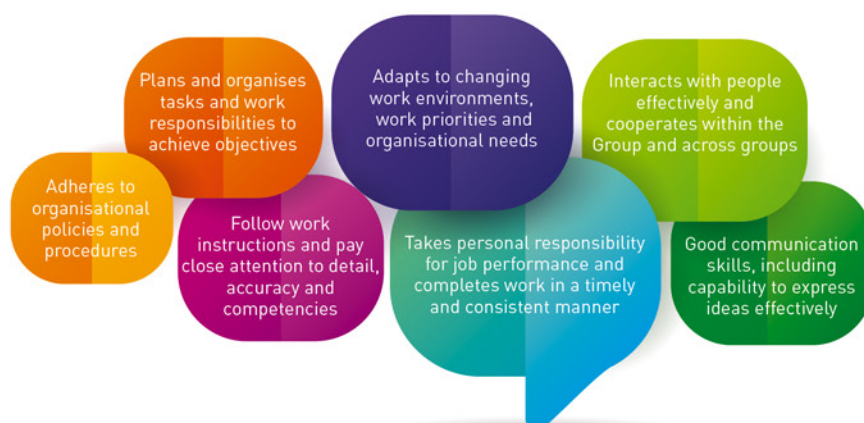 Adheres to
organisational
policies and
procedures
Plans and organises
tasks and work
responsibilities to
achieve objectives
Follow work
instructions and pay
close attention to detail,
accuracy and
competencies
Adapts to changing
work environments,
work priorities and
organisational needs
Takes personal responsibility
for job performance and
completes work in a timely
and consistent manner
Interacts with people
effectively and
cooperates within the
Group and across groups
Good communication
skills, including
capability to express
ideas effectively